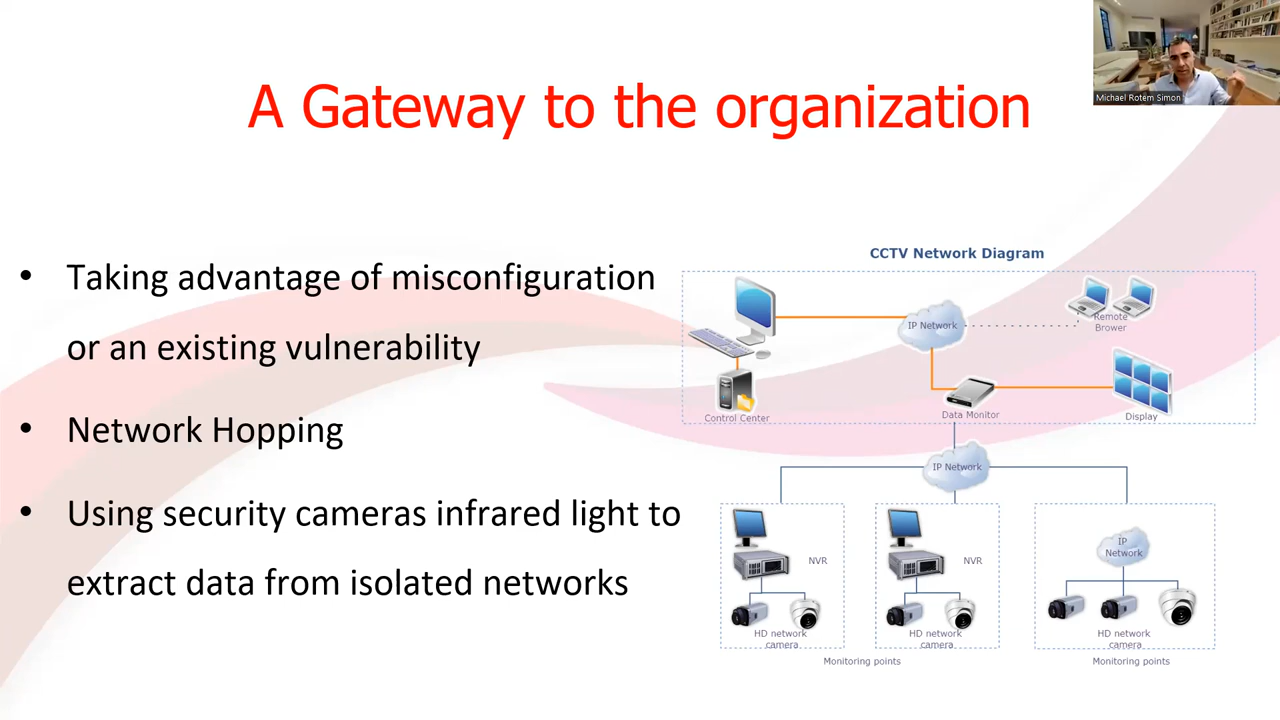 Michael Rotem Simon
A Gateway to the organization
• Taking advantage of misconfiguration
or an existing vulnerability
• Network Hopping
• Using security cameras infrared light to
extract data from isolated networks
CCTV Network Diagram
IP Network
Remote
Brower
Control Center
Data Monitor
Display
IP Network
NVR
HD network
camera
NVR
HD network
camera
IP
Network
HD network
camera
Monitoring points
Monitoring points